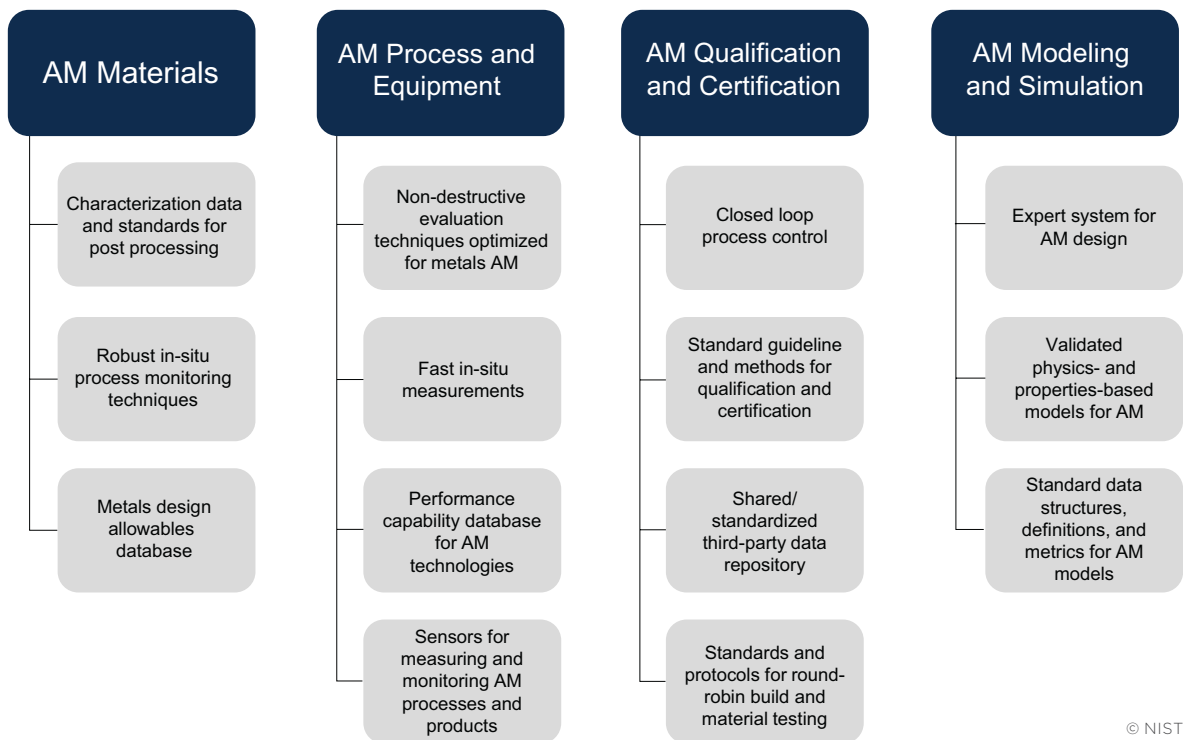 AM Materials
Characterization data
and standards for
post processing
Robust in-situ
process monitoring
techniques
Metals design
allowables
database
AM Process and
Equipment
Non-destructive
evaluation
techniques optimized
for metals AM
Fast in-situ
measurements
Performance
capability database
for AM
technologies
Sensors for
measuring and
monitoring AM
processes and
products
AM Qualification
and Certification
Closed loop
process control
Standard guideline
and methods for
qualification and
certification
Shared/
standardized
third-party data
repository
Standards and
protocols for round-
robin build and
material testing
AM Modeling
and Simulation
Expert system for
AM design
Validated
physics- and
properties-based
models for AM
Standard data
structures,
definitions, and
metrics for AM
models
© NIST